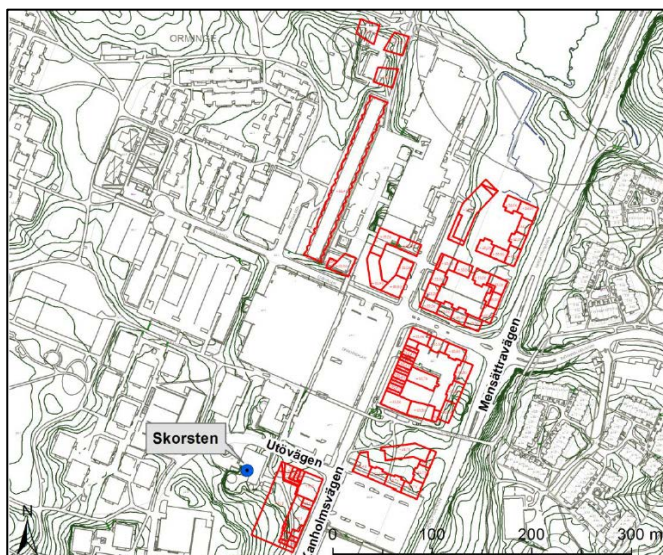 ORMINGE
Mensättravägen
Skorsten
Utövägen
Kanholmsvägen
N
0 100 200 300 m